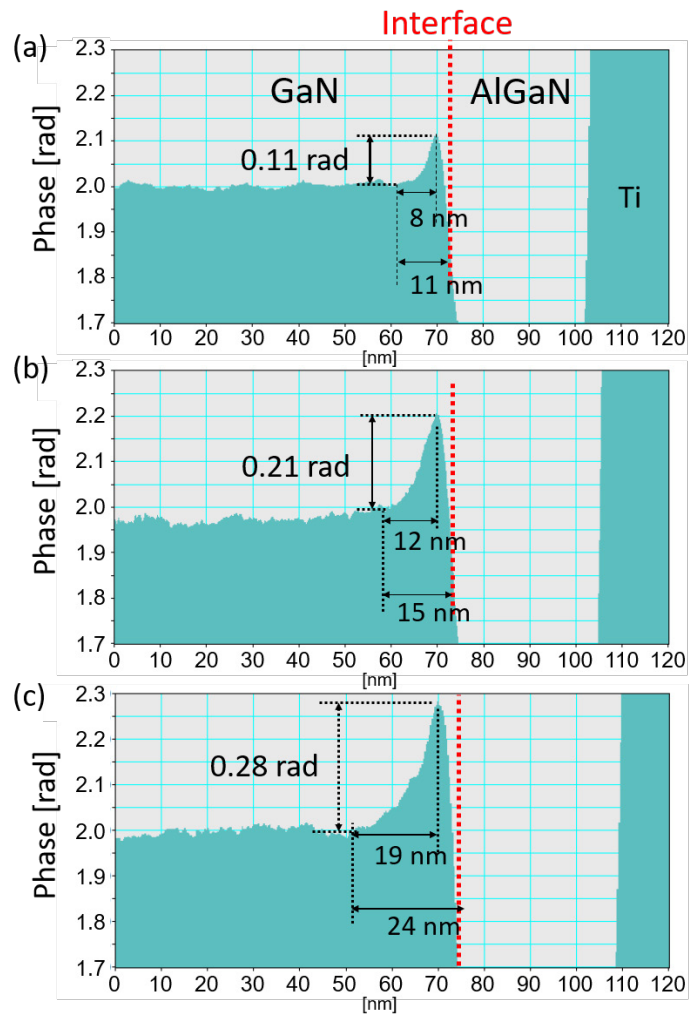 Interface
(a)
2.3
2.2
2.1
2.0
1.9
1.8
1.7
Phase [rad]
GaN
AlGaN
Ti
0.11 rad
8 nm
11 nm
0 10 20 30 40 50 60 70 80 90 100 110 120
[nm]
(b)
2.3
2.2
2.1
2.0
1.9
1.8
1.7
Phase [rad]
0.21 rad
12 nm
15 nm
0 10 20 30 40 50 60 70 80 90 100 110 120
[nm]
(c)
2.3
2.2
2.1
2.0
1.9
1.8
1.7
Phase [rad]
0.28 rad
19 nm
24 nm
0 10 20 30 40 50 60 70 80 90 100 110 120
[nm]